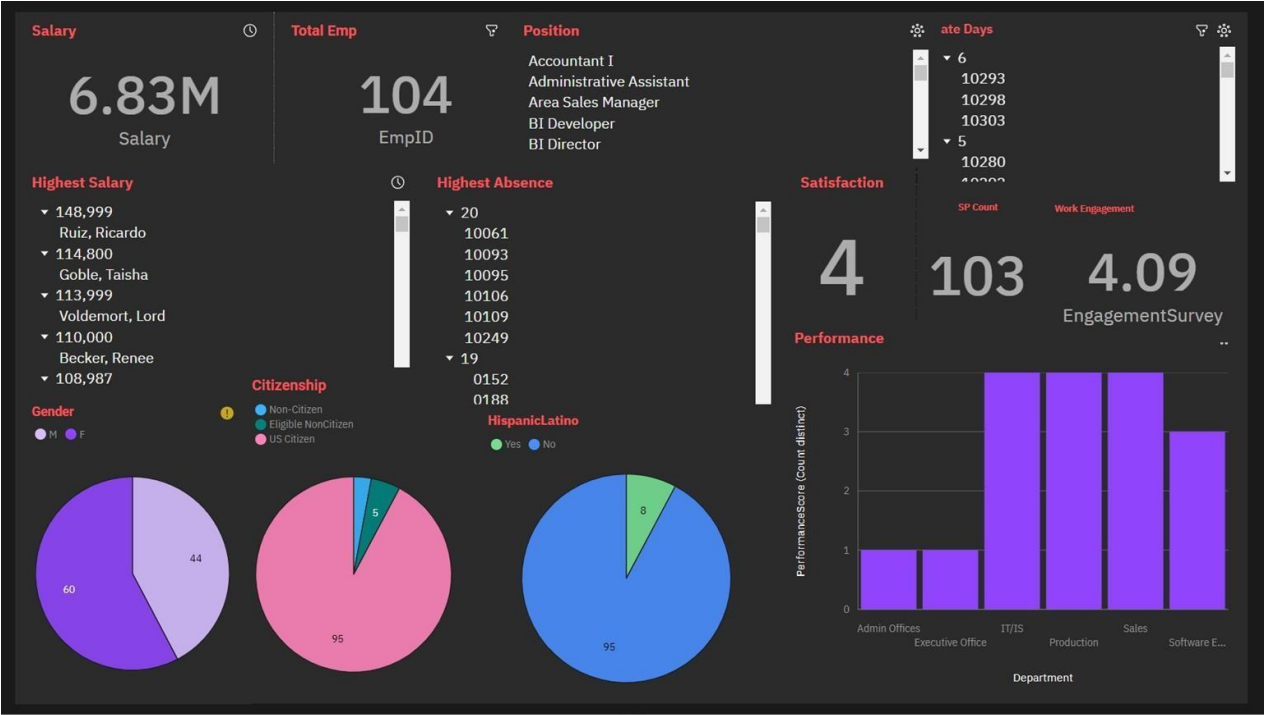 Salary
6.83M
Salary
Total Emp
104
EmpID
Position
Accountant I
Administrative Assistant
Area Sales Manager
BI Developer
BI Director
ate Days
6
10293
10298
10303
5
10280
Highest Salary
148,999
Ruiz, Ricardo
114,800
Goble, Taisha
113,999
Voldemort, Lord
110,000
Becker, Renee
108,987
Highest Absence
20
10061
10093
10095
10106
10109
10249
19
0152
0188
Satisfaction
4
SP Count
103
Work Engagement
4.09
EngagementSurvey
Gender
M F
44
60
Citizenship
Non-Citizen
Eligible NonCitizen
US Citizen
5
95
HispanicLatino
Yes No
8
95
Performance
PerformanceScore (Count distinct)
4
3
2
1
0
Admin Offices
Executive Office
IT/IS
Production
Sales
Software E...
Department